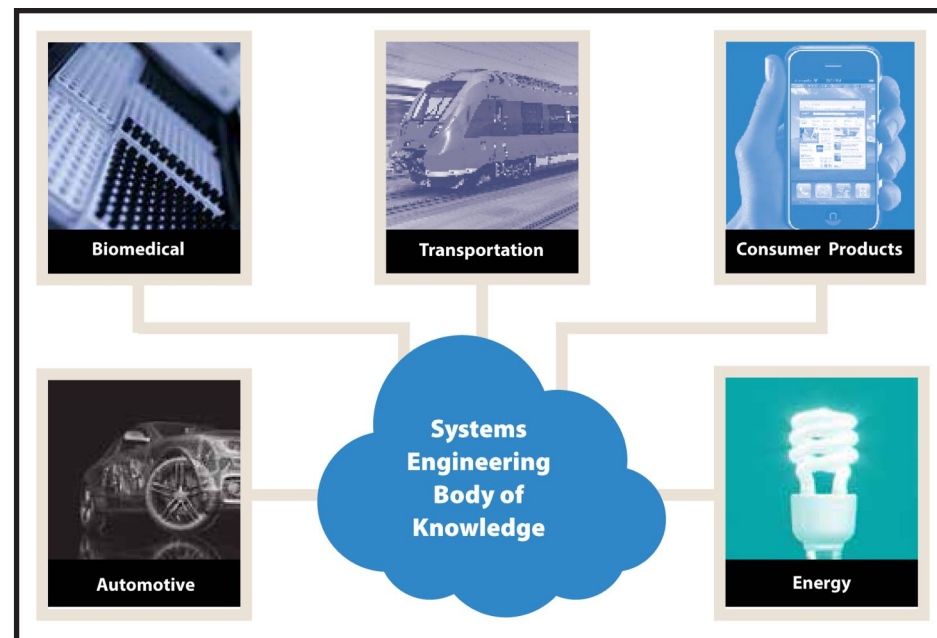 Biomedical
Transportation
Consumer Products
Systems
Engineering
Body of
Knowledge
Automotive
Energy